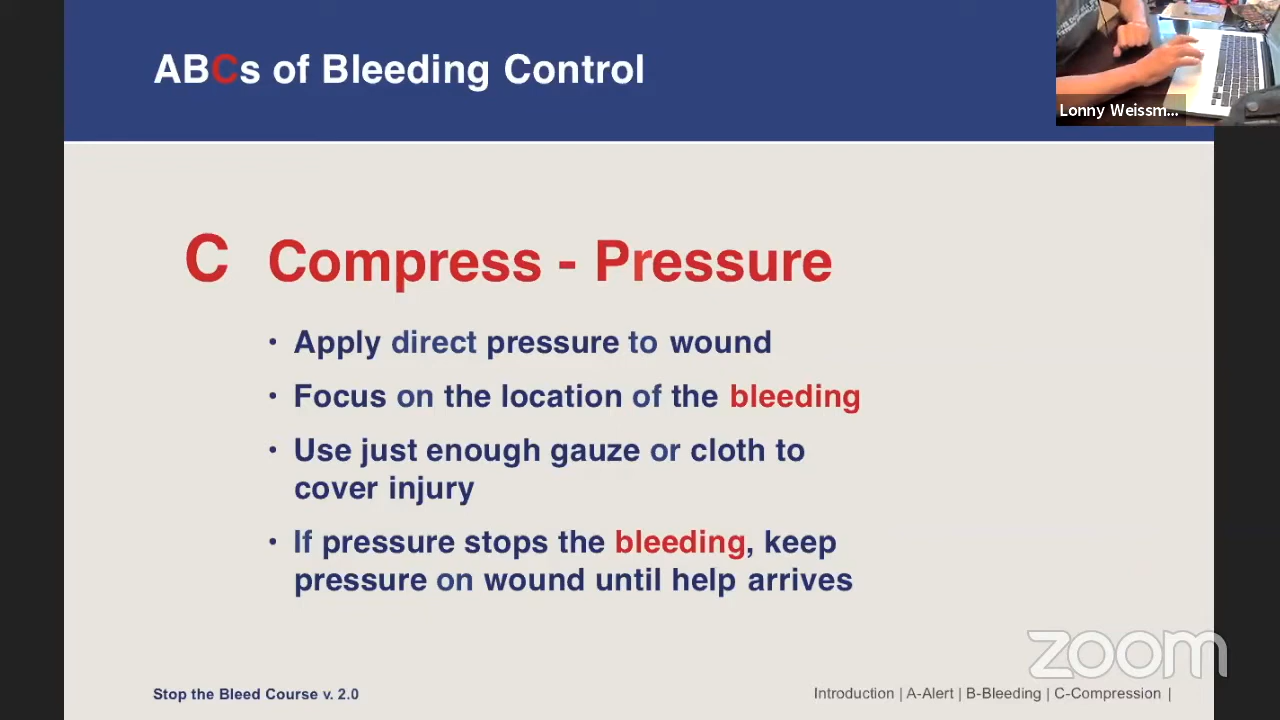 ABCs of Bleeding Control
Lonny Weissm...
C Compress - Pressure
• Apply direct pressure to wound
• Focus on the location of the bleeding
• Use just enough gauze or cloth to
cover injury
• If pressure stops the bleeding, keep
pressure on wound until help arrives
zoom
Stop the Bleed Course v. 2.0
Introduction | A-Alert | B-Bleeding | C-Compression |